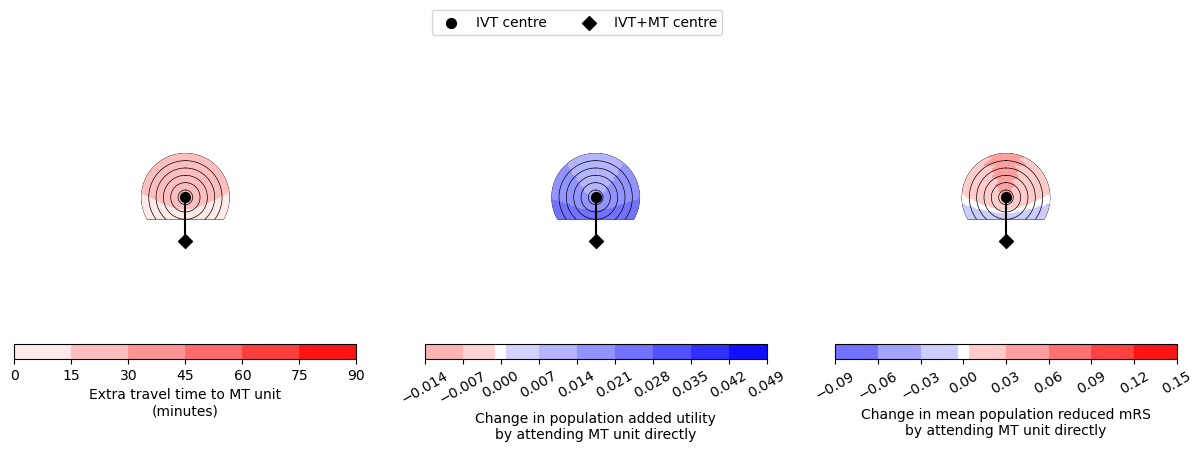 IVT centre
IVT+MT centre
0 15 30 45 60 75 90
Extra travel time to MT unit
(minutes)
−0.014 −0.007 0.000 0.007 0.014 0.021 0.028 0.035 0.042 0.049
Change in population added utility
by attending MT unit directly
−0.09 −0.06 −0.03 0.00 0.03 0.06 0.09 0.12 0.15
Change in mean population reduced mRS
by attending MT unit directly